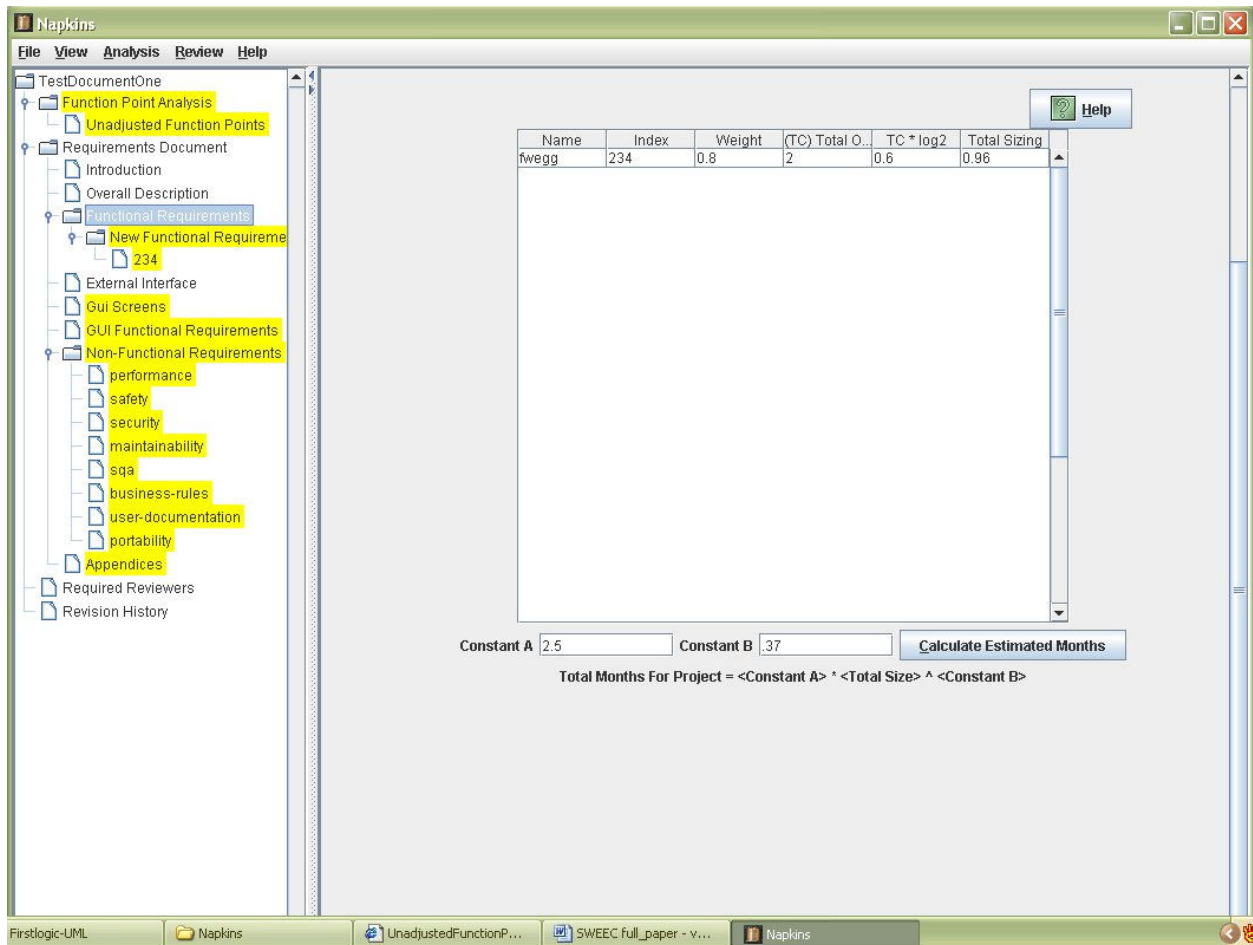 Napkins
File View Analysis Review Help
TestDocumentOne
Function Point Analysis
Unadjusted Function Points
Requirements Document
Introduction
Overall Description
Functional Requirements
New Functional Requireme
234
External Interface
Gui Screens
GUI Functional Requirements
Non-Functional Requirements
performance
safety
security
maintainability
sqa
business-rules
user-documentation
portability
Appendices
Required Reviewers
Revision History
Help
Name Index Weight (TC) Total O... TC * log2 Total Sizing
fwegg 234 0.8 2 0.6 0.96
Constant A 2.5 Constant B .37 Calculate Estimated Months
Total Months For Project = <Constant A> * <Total Size> ^ <Constant B>
Firstlogic-UML Napkins UnadjustedFunctionP... SWEEC full_paper - v... Napkins